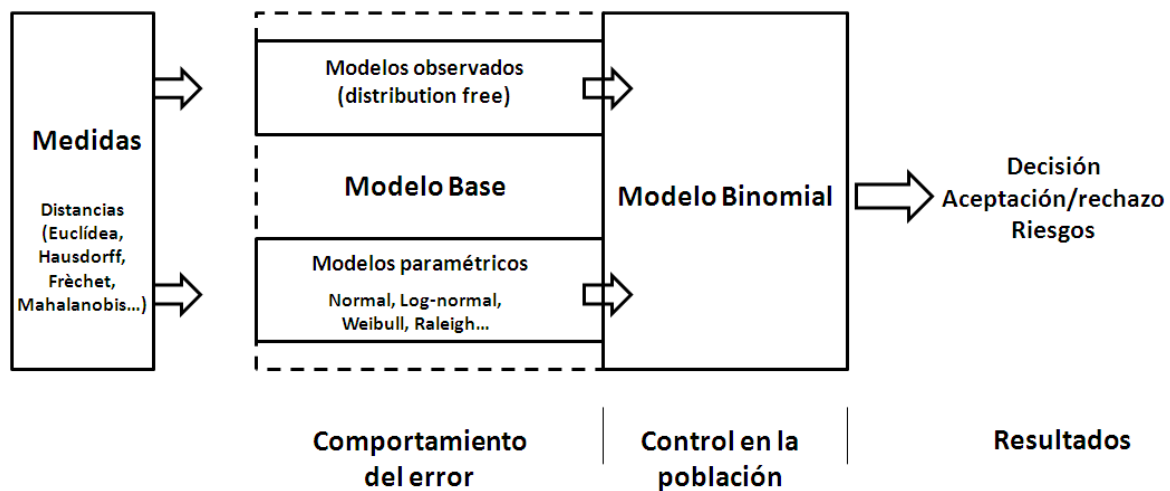 Medidas
Distancias
(Euclídea,
Hausdorff,
Frèchet,
Mahalanobis...)
Modelos observados
(distribution free)
Modelo Base
Modelos paramétricos
Normal, Log-normal,
Weibull, Raleigh...
Modelo Binomial
Decisión
Aceptación/rechazo
Riesgos
Comportamiento
del error
Control en la
población
Resultados